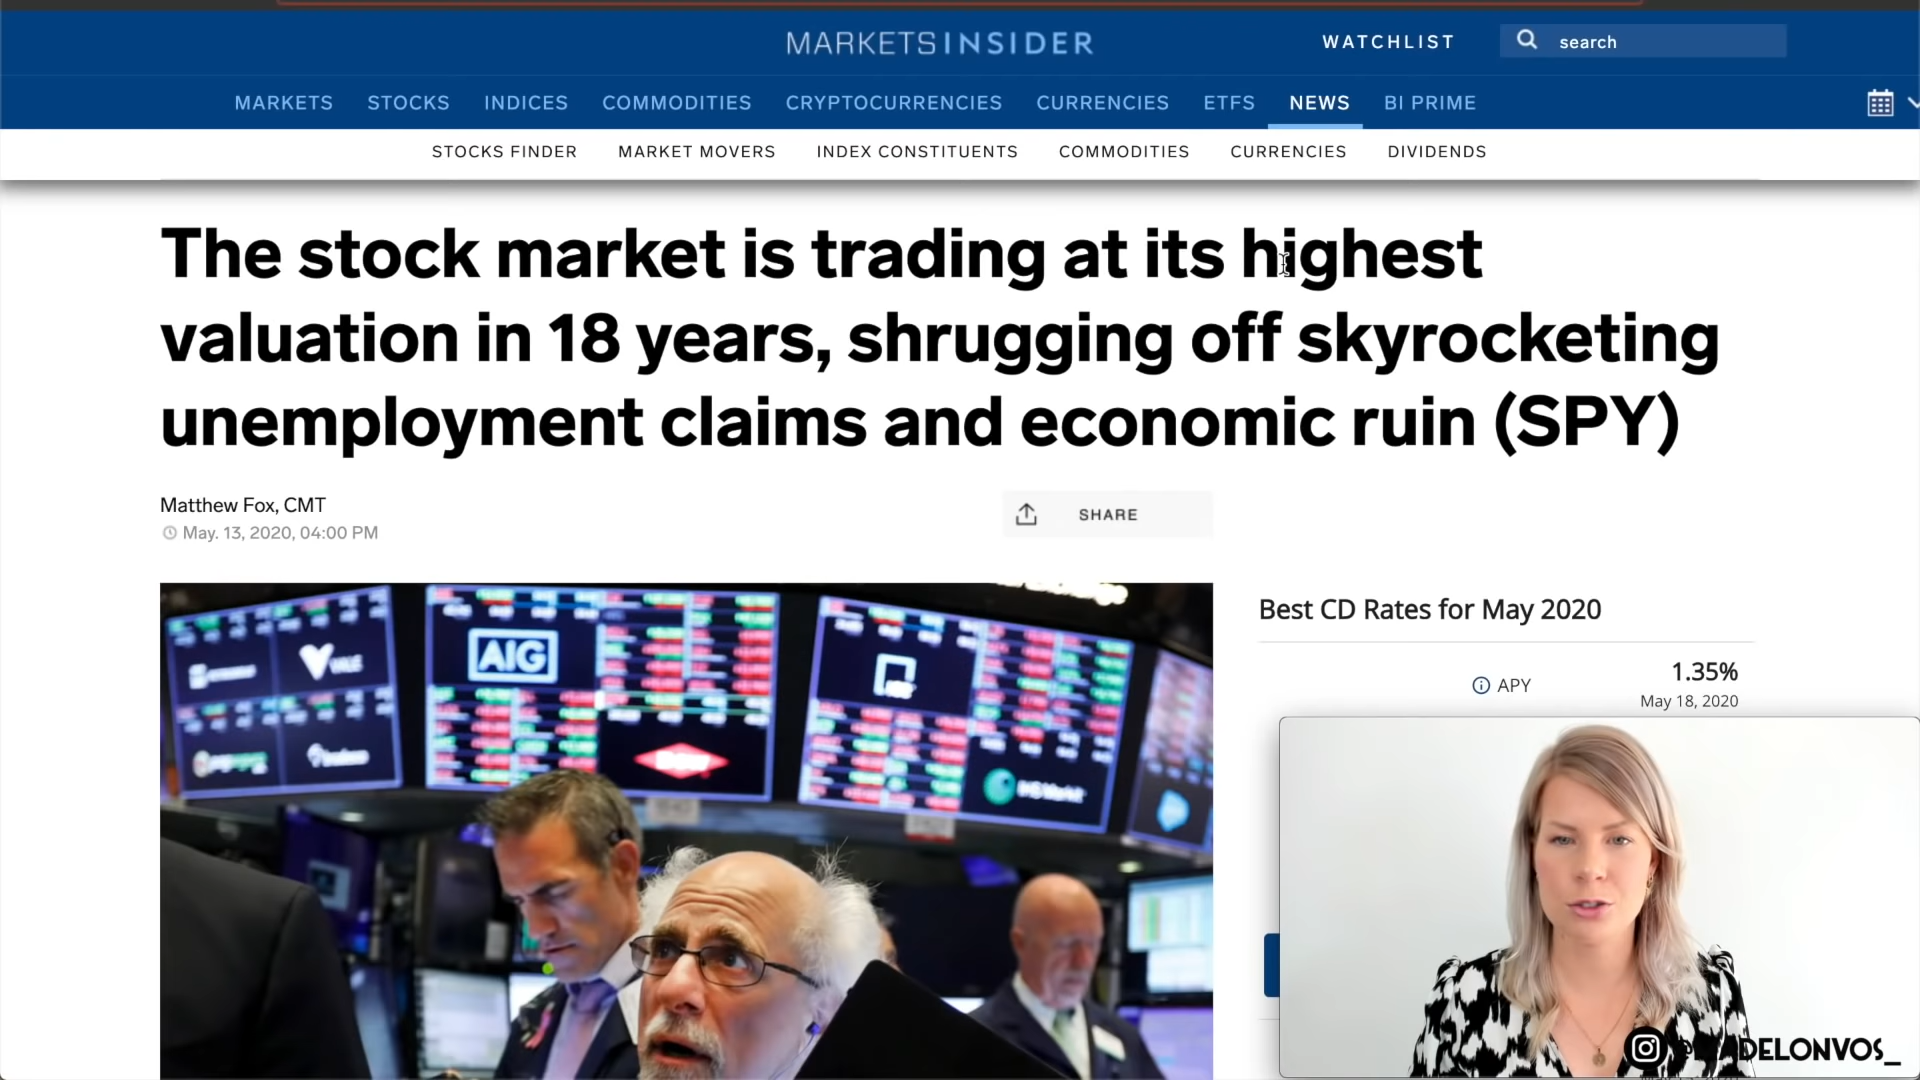 MARKETS INSIDER
WATCHLIST
search
MARKETS STOCKS INDICES COMMODITIES CRYPTOCURRENCIES CURRENCIES ETFS NEWS BI PRIME
STOCKS FINDER MARKET MOVERS INDEX CONSTITUENTS COMMODITIES CURRENCIES DIVIDENDS
The stock market is trading at its highest
valuation in 18 years, shrugging off skyrocketing
unemployment claims and economic ruin (SPY)
Matthew Fox, CMT
May. 13, 2020, 04:00 PM
SHARE
VALE
AIG
Best CD Rates for May 2020
APY
1.35%
May 18, 2020